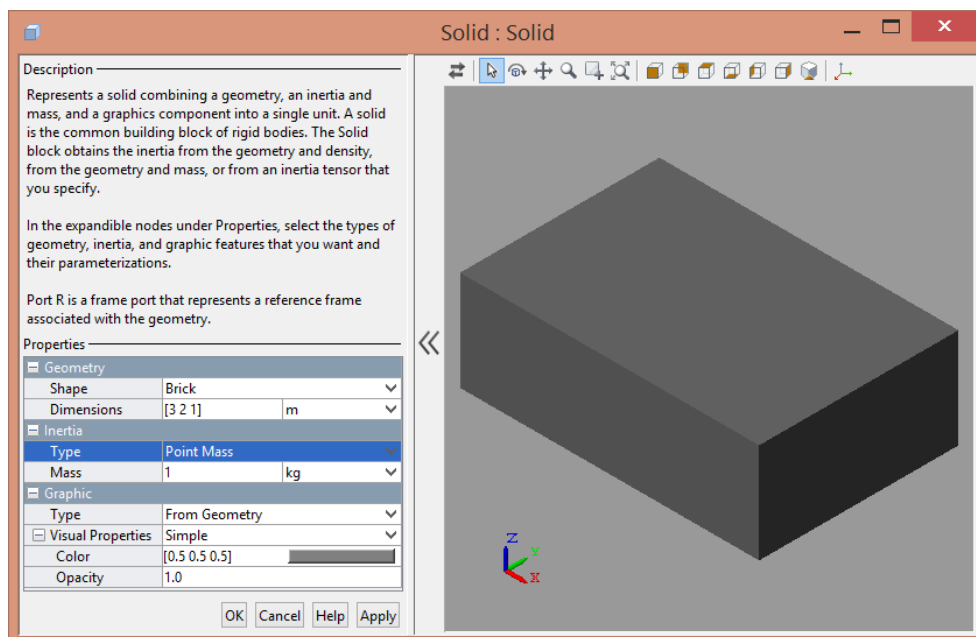 Solid : Solid
Description
Represents a solid combining a geometry, an inertia and
mass, and a graphics component into a single unit. A solid
is the common building block of rigid bodies. The Solid
block obtains the inertia from the geometry and density,
from the geometry and mass, or from an inertia tensor that
you specify.
In the expandible nodes under Properties, select the types of
geometry, inertia, and graphic features that you want and
their parameterizations.
Port R is a frame port that represents a reference frame
associated with the geometry.
Properties
Geometry
Shape Brick
Dimensions [3 2 1] m
Inertia
Type Point Mass
Mass 1 kg
Graphic
Type From Geometry
Visual Properties Simple
Color [0.5 0.5 0.5]
Opacity 1.0
OK Cancel Help Apply
Z
Y
X